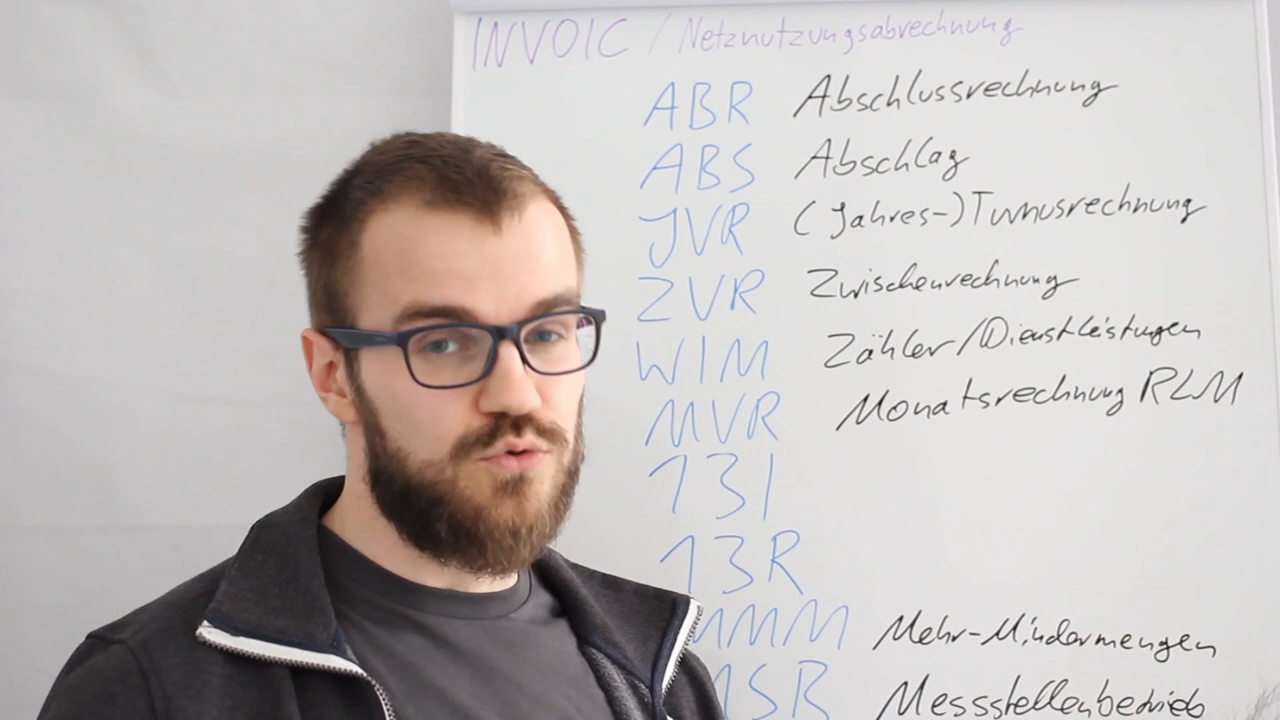 INVOIC / Netznutzungsabrechnung
ABR Abschlussrechnung
ABS Abschlag
JVR (Jahres-)Turnusrechnung
ZVR Zwischenrechnung
WIM Zähler/Dienstleistungen
MVR Monatsrechnung RLM
13I
13R
MMM Mehr-Mindermengen
MSB Messstellenbetrieb